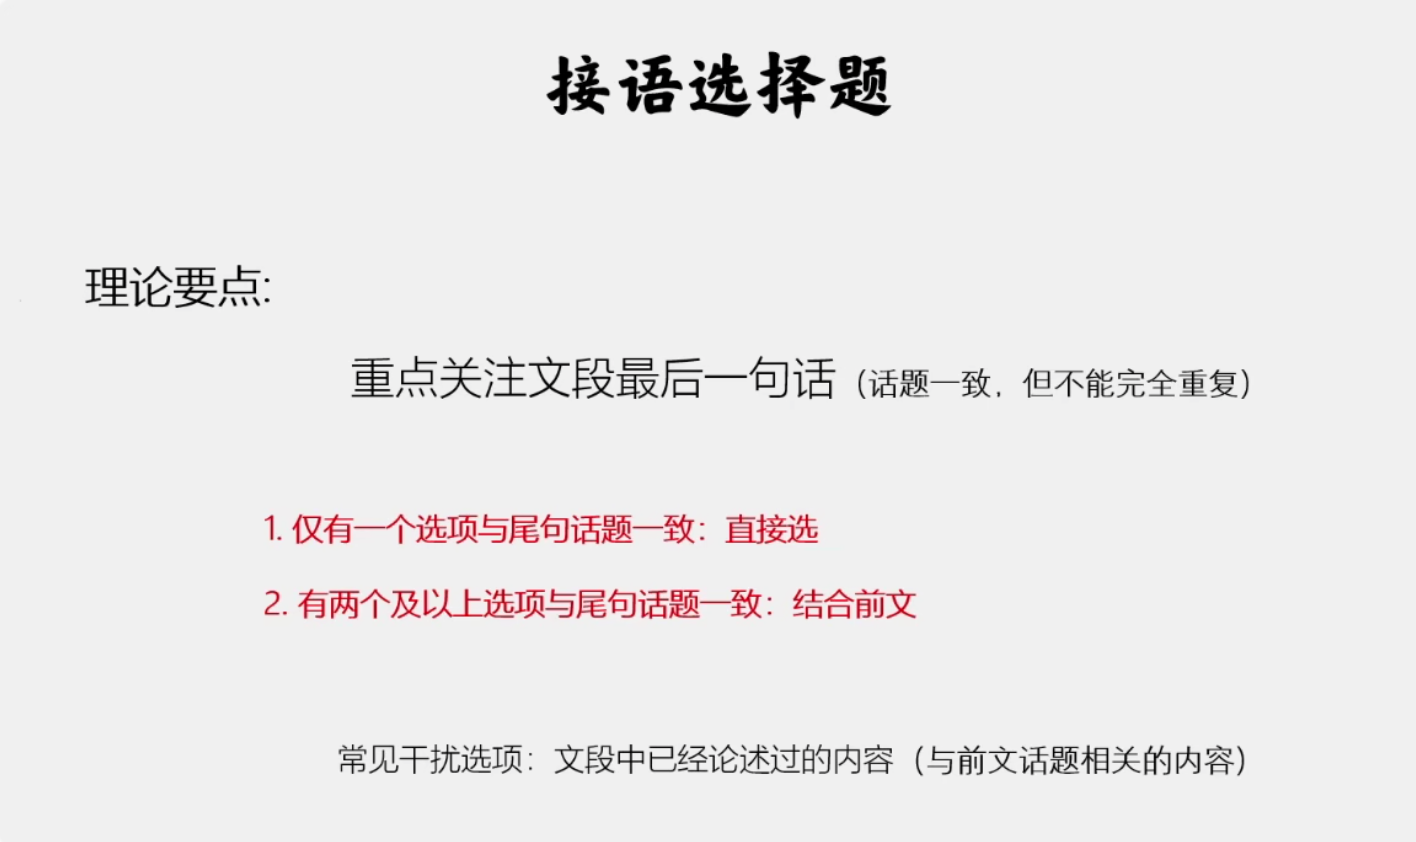 接语选择题
理论要点:
重点关注文段最后一句话（话题一致，但不能完全重复）
1. 仅有一个选项与尾句话题一致：直接选
2. 有两个及以上选项与尾句话题一致：结合前文
常见干扰选项：文段中已经论述过的内容（与前文话题相关的内容）